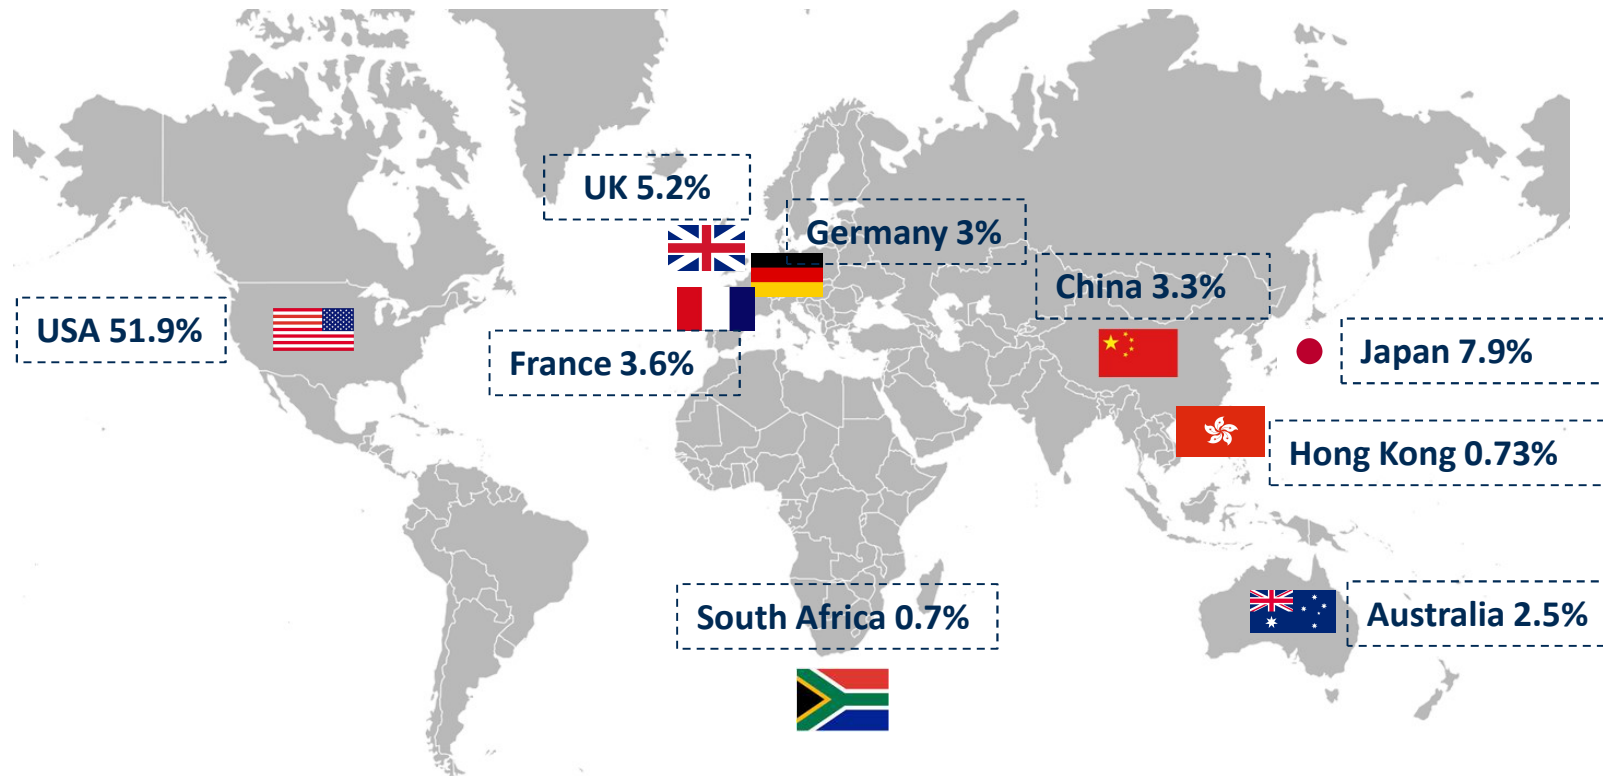 UK 5.2%
Germany 3%
China 3.3%
USA 51.9%
France 3.6%
Japan 7.9%
Hong Kong 0.73%
South Africa 0.7%
Australia 2.5%